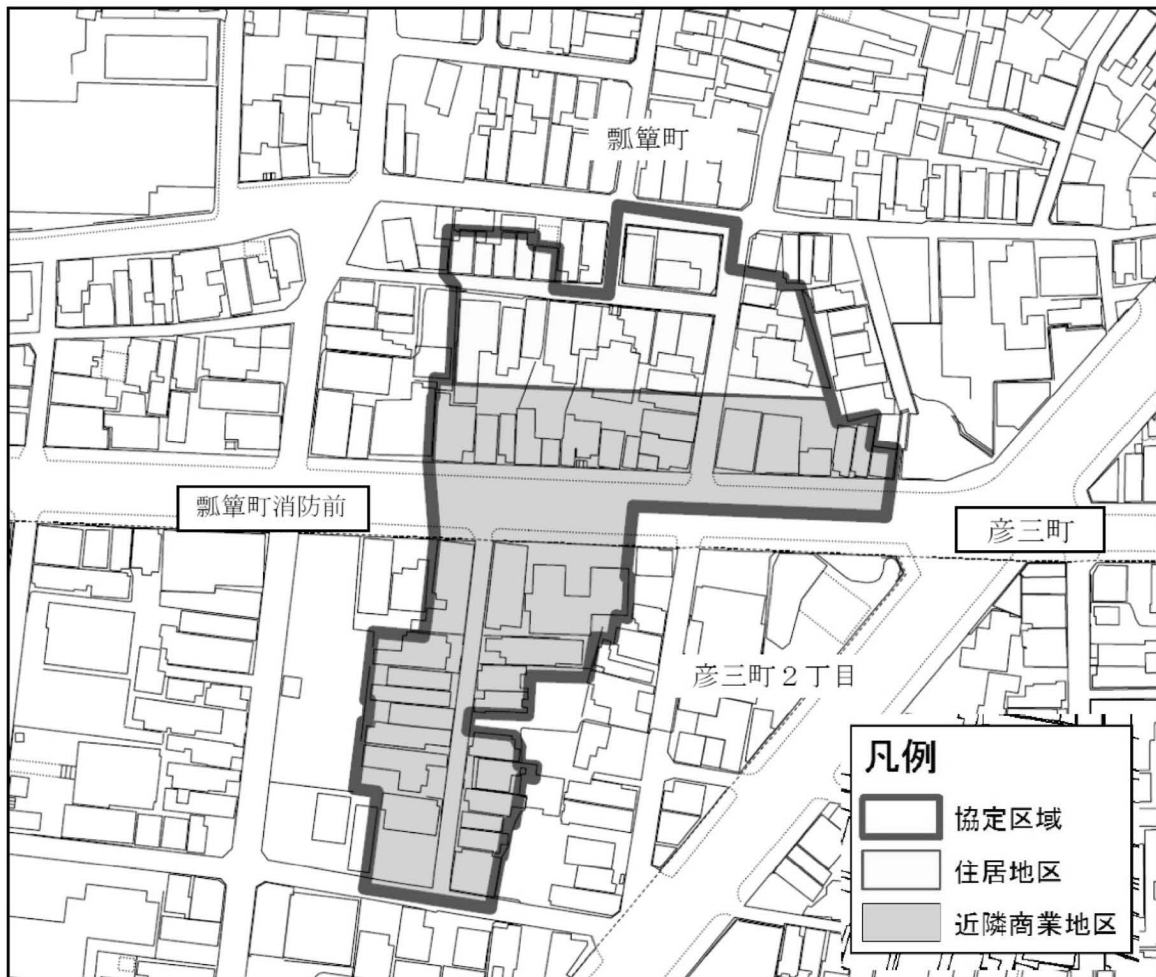 瓢箪町
瓢箪町消防前
彦三町
彦三町２丁目
凡例
協定区域
住居地区
近隣商業地区